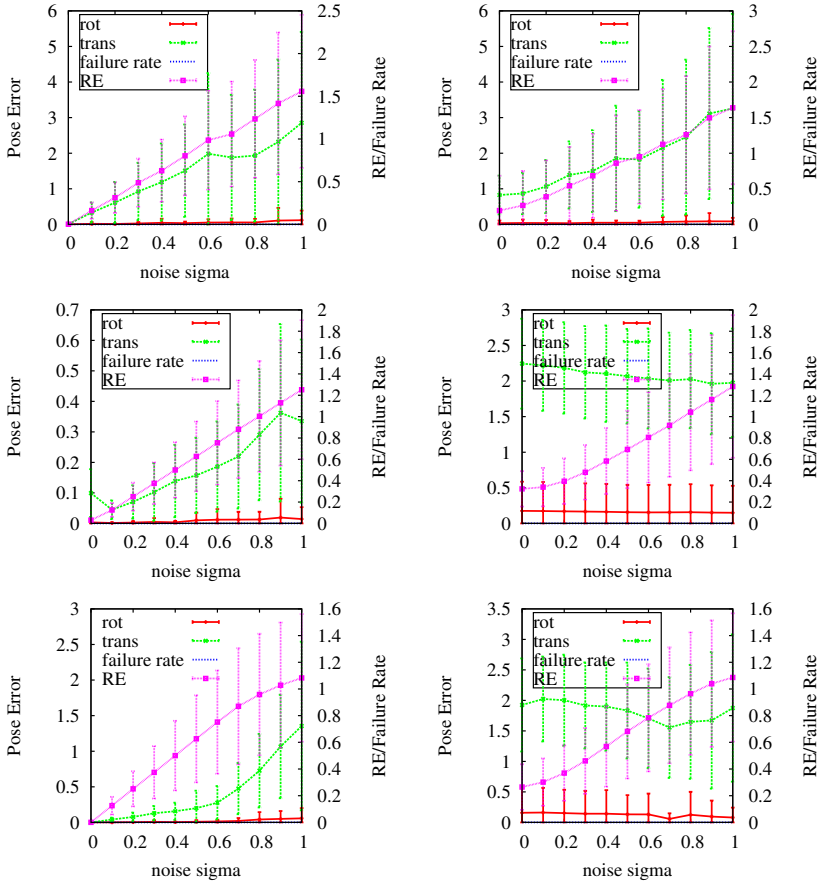 Pose Error
6
5
4
3
2
1
0
rot
trans
failure rate
RE
2.5
2
1.5
1
0.5
0
RE/Failure Rate
0 0.2 0.4 0.6 0.8 1
noise sigma
Pose Error
6
5
4
3
2
1
0
rot
trans
failure rate
RE
3
2.5
2
1.5
1
0.5
0
RE/Failure Rate
0 0.2 0.4 0.6 0.8 1
noise sigma
Pose Error
0.7
0.6
0.5
0.4
0.3
0.2
0.1
0
rot
trans
failure rate
RE
2
1.8
1.6
1.4
1.2
1
0.8
0.6
0.4
0.2
0
RE/Failure Rate
0 0.2 0.4 0.6 0.8 1
noise sigma
Pose Error
3
2.5
2
1.5
1
0.5
0
rot
trans
failure rate
RE
2
1.8
1.6
1.4
1.2
1
0.8
0.6
0.4
0.2
0
RE/Failure Rate
0 0.2 0.4 0.6 0.8 1
noise sigma
Pose Error
3
2.5
2
1.5
1
0.5
0
rot
trans
failure rate
RE
1.6
1.4
1.2
1
0.8
0.6
0.4
0.2
0
RE/Failure Rate
0 0.2 0.4 0.6 0.8 1
noise sigma
Pose Error
3.5
3
2.5
2
1.5
1
0.5
0
rot
trans
failure rate
RE
1.6
1.4
1.2
1
0.8
0.6
0.4
0.2
0
RE/Failure Rate
0 0.2 0.4 0.6 0.8 1
noise sigma